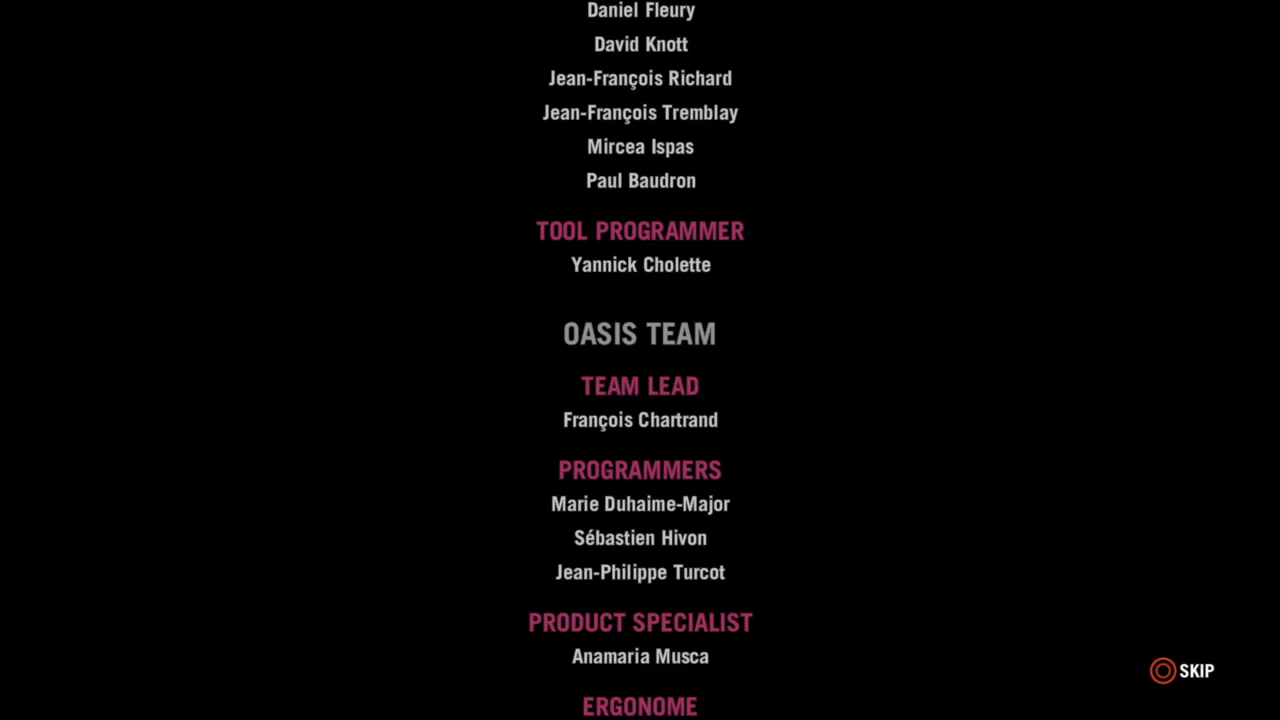 Daniel Fleury
David Knott
Jean-François Richard
Jean-François Tremblay
Mircea Ispas
Paul Baudron
TOOL PROGRAMMER
Yannick Cholette
OASIS TEAM
TEAM LEAD
François Chartrand
PROGRAMMERS
Marie Duhaime-Major
Sébastien Hivon
Jean-Philippe Turcot
PRODUCT SPECIALIST
Anamaria Musca
SKIP
ERGONOME